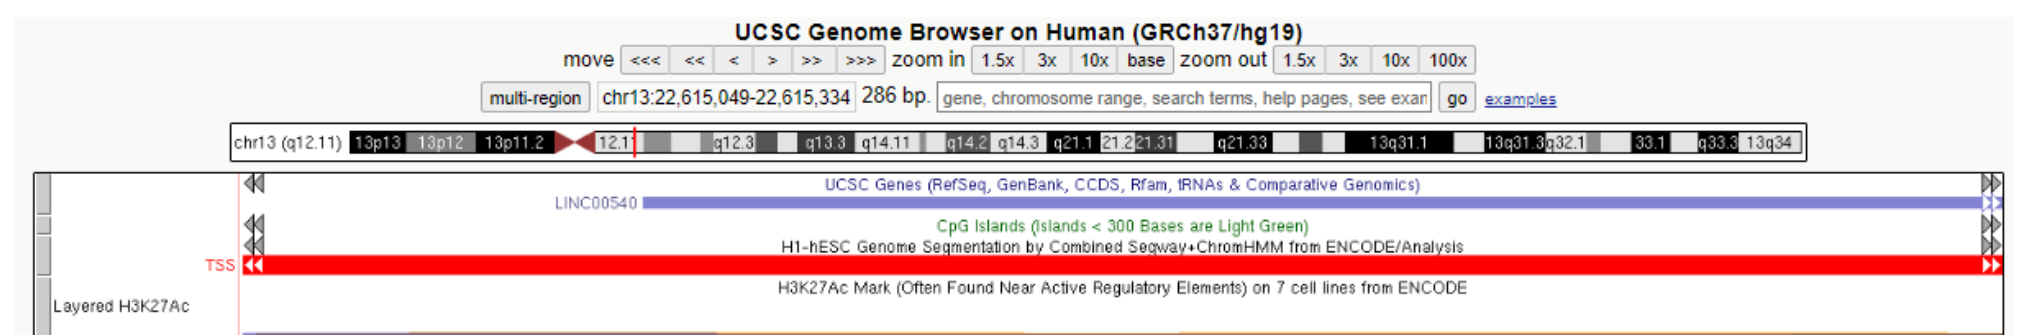 UCSC Genome Browser on Human (GRCh37/hg19)
move <<< << < > >> >>> zoom in 1.5x 3x 10x base zoom out 1.5x 3x 10x 100x
multi-region chr13:22,615,049-22,615,334 286 bp. gene, chromosome range, search terms, help pages, see exan go examples
chr13 (q12.11) 13p13 13p12 13p11.2 12.11 q12.3 q13.3 q14.11 q14.2 q14.3 q21.1 21.2 21.31 q21.33 13q31.1 13q31.3 q32.1 33.1 q33.3 13q34
UCSC Genes (RefSeq, GenBank, CCDS, Rfam, tRNAs & Comparative Genomics)
LINC00540
CpG Islands (Islands < 300 Bases are Light Green)
H1-hESC Genome Segmentation by Combined Segway+ChromHMM from ENCODE/Analysis
TSS
H3K27Ac Mark (Often Found Near Active Regulatory Elements) on 7 cell lines from ENCODE
Layered H3K27Ac